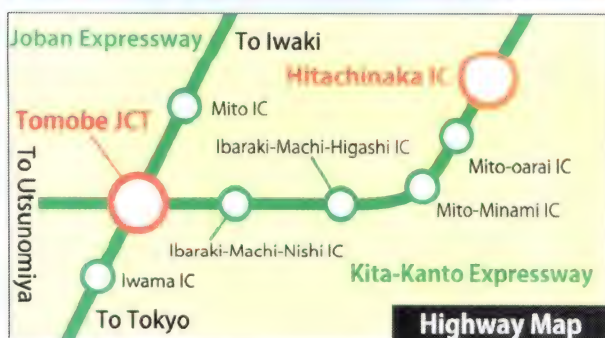 Joban Expressway
To Iwaki
Hitachinaka IC
Tomobe JCT
Mito IC
Ibaraki-Machi-Higashi IC
Mito-oarai IC
To Utsunomiya
Mito-Minami IC
Ibaraki-Machi-Nishi IC
Iwama IC
Kita-Kanto Expressway
To Tokyo
Highway Map